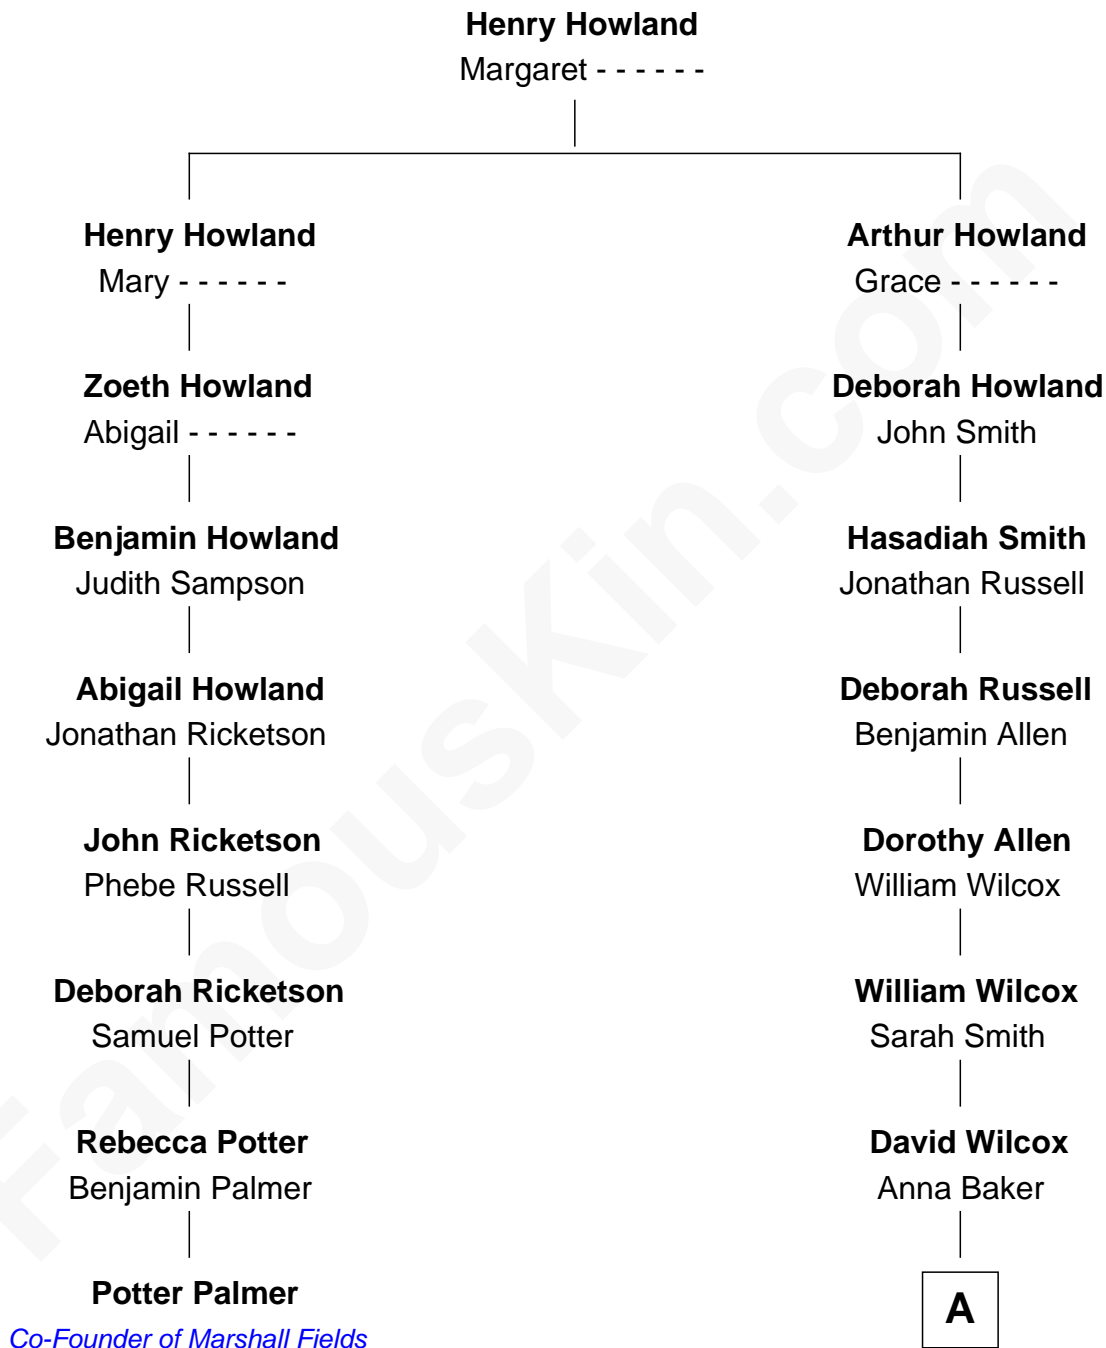 Henry Howland
Margaret - - - - - -
Henry Howland
Mary - - - - - -
Arthur Howland
Grace - - - - - -
Zoeth Howland
Abigail - - - - - -
Deborah Howland
John Smith
Benjamin Howland
Judith Sampson
Hasadiah Smith
Jonathan Russell
Abigail Howland
Jonathan Ricketson
Deborah Russell
Benjamin Allen
John Ricketson
Phebe Russell
Dorothy Allen
William Wilcox
Deborah Ricketson
Samuel Potter
William Wilcox
Sarah Smith
Rebecca Potter
Benjamin Palmer
David Wilcox
Anna Baker
Potter Palmer
Co-Founder of Marshall Fields
A
FamousKin.com